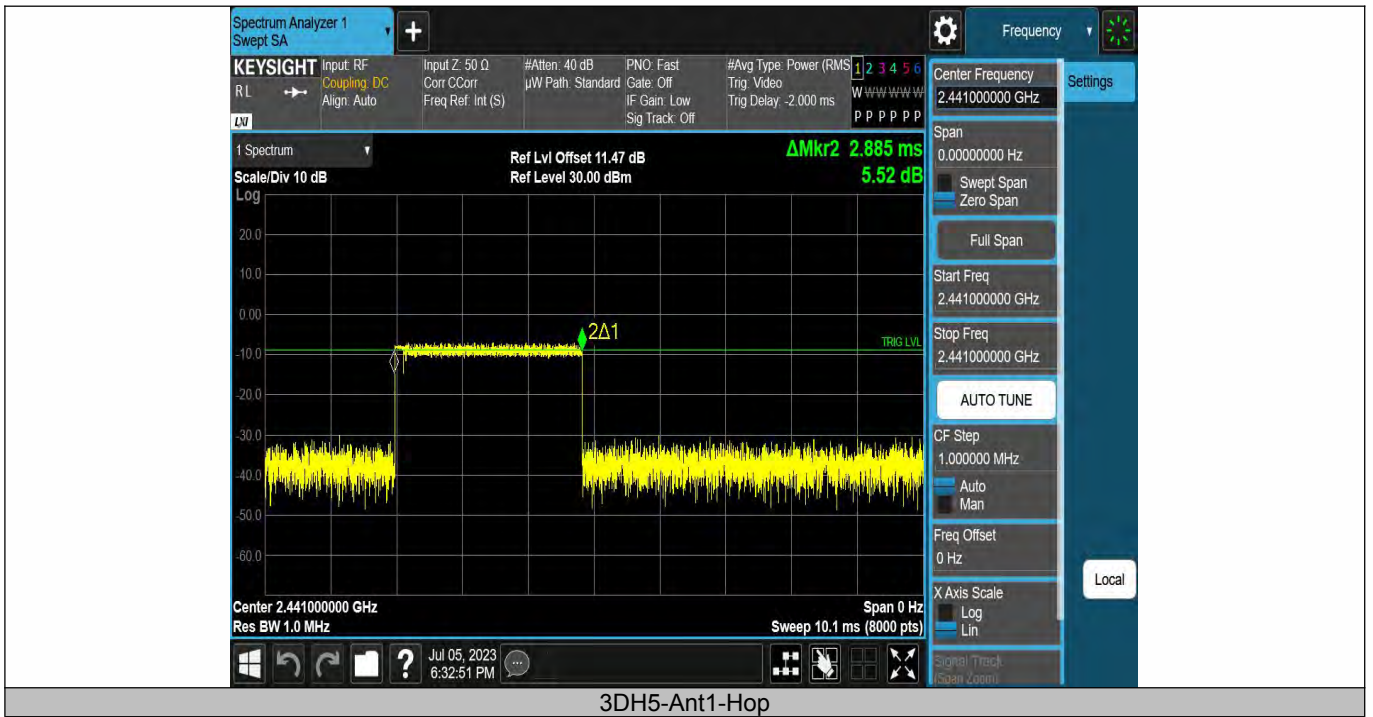 Spectrum Analyzer 1
Swept SA
+
Frequency
KEYSIGHT
RL
LXI
Input: RF
Coupling: DC
Align: Auto
Input Z: 50 Ω
Corr CCorr
Freq Ref: Int (S)
#Atten: 40 dB
µW Path: Standard
PNO: Fast
Gate: Off
IF Gain: Low
Sig Track: Off
#Avg Type: Power (RMS
Trig: Video
Trig Delay: -2.000 ms
1 2 3 4 5 6
W W W W W W
P P P P P P
1 Spectrum
Scale/Div 10 dB
Log
Ref Lvl Offset 11.47 dB
Ref Level 30.00 dBm
ΔMkr2 2.885 ms
5.52 dB
20.0
10.0
0.00
-10.0
-20.0
-30.0
-40.0
-50.0
-60.0
2Δ1
TRIG LVL
Center 2.441000000 GHz
Res BW 1.0 MHz
Span 0 Hz
Sweep 10.1 ms (8000 pts)
?
Jul 05, 2023
6:32:51 PM
Center Frequency
2.441000000 GHz
Span
0.00000000 Hz
Swept Span
Zero Span
Full Span
Start Freq
2.441000000 GHz
Stop Freq
2.441000000 GHz
AUTO TUNE
CF Step
1.000000 MHz
Auto
Man
Freq Offset
0 Hz
X Axis Scale
Log
Lin
Signal Track
(Span Zoom)
Settings
Local
3DH5-Ant1-Hop